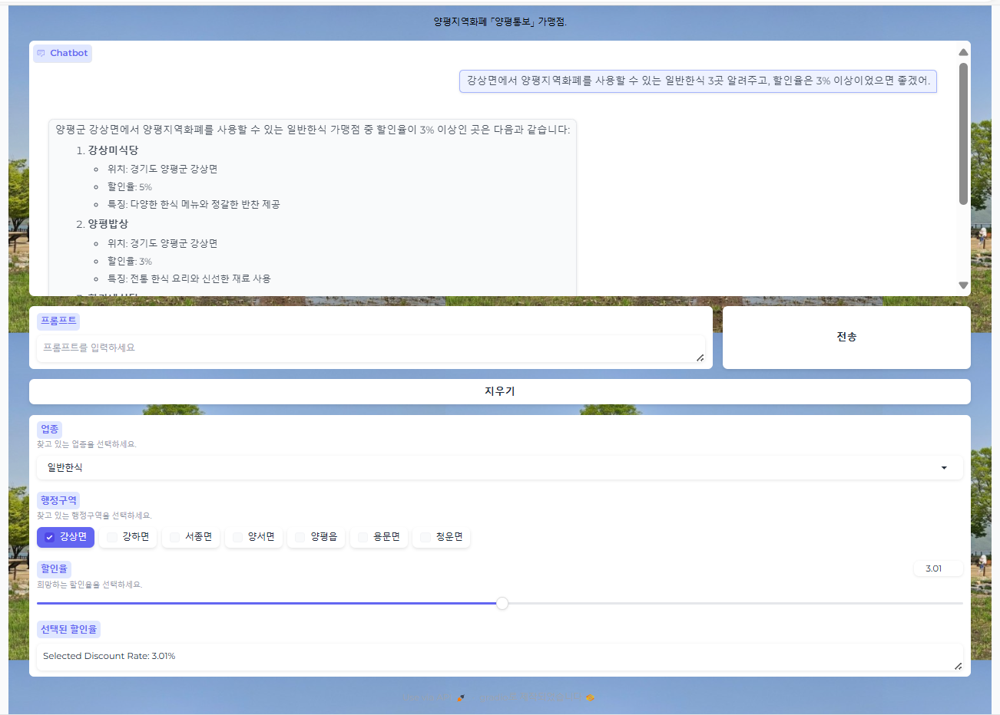 양평지역화폐 「양평통보」 가맹점.
Chatbot
강상면에서 양평지역화폐를 사용할 수 있는 일반한식 3곳 알려주고, 할인율은 3% 이상이었으면 좋겠어.
양평군 강상면에서 양평지역화폐를 사용할 수 있는 일반한식 가맹점 중 할인율이 3% 이상인 곳은 다음과 같습니다:
1. 강상미식당
위치: 경기도 양평군 강상면
할인율: 5%
특징: 다양한 한식 메뉴와 정갈한 반찬 제공
2. 양평밥상
위치: 경기도 양평군 강상면
할인율: 3%
특징: 전통 한식 요리와 신선한 재료 사용
프롬프트
프롬프트를 입력하세요
전송
지우기
업종
찾고 있는 업종을 선택하세요.
일반한식
행정구역
찾고 있는 행정구역을 선택하세요.
강상면 강하면 서종면 양서면 양평읍 용문면 청운면
할인율
3.01
희망하는 할인율을 선택하세요.
선택된 할인율
Selected Discount Rate: 3.01%